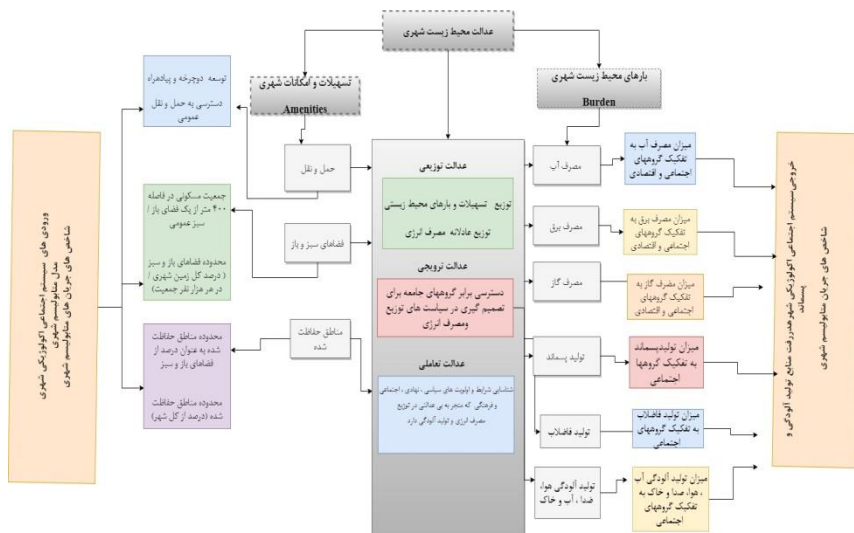 عدالت محیط زیست شهری
بارهای محیط زیست شهری
Burden
تسهیلات و امکانات شهری
Amenities
خروجی سیستم اجتماعی اکولوژیکی شهرهدررفت منابع تولید آلودگی و
پسماند
شاخص های جریان متابولیسم شهری
میزان مصرف آب به
تفکیک گروههای
اجتماعی و اقتصادی
میزان مصرف برق به
تفکیک گروههای
اجتماعی و اقتصادی
میزان مصرف گاز به
تفکیک گروههای
اجتماعی و اقتصادی
میزان تولیدپسماند
به تفکیک گروهها
اجتماعی
میزان تولید فاضلاب
به تفکیک گروههای
اجتماعی
میزان تولید آلودگی آب
، هوا، صدا و خاک به
تفکیک گروههای
اجتماعی
مصرف آب
مصرف برق
مصرف گاز
تولید پسماند
تولید فاضلاب
تولید آلودگی هوا،
صدا ، آب و خاک
عدالت توزیعی
توزیع تسهیلات و بارهای محیط زیستی
توزیع عادلانه مصرف انرژی
عدالت ترویجی
دسترسی برابر گروههای جامعه برای
تصمیم گیری در سیاست های توزیع
ومصرف انرژی
عدالت تعاملی
شناسایی شرایط و اولویت های سیاسی ، نهادی ، اجتماعی
و فرهنگی که منجر به بی عدالتی در توزیع
مصرف انرژی و تولید آلودگی دارد
حمل و نقل
فضاهای سبز و باز
مناطق حفاظت
شده
توسعه دوچرخه و پیادهراه
دسترسی به حمل و نقل
عمومی
جمعیت مسکونی در فاصله
۴۰۰ متر از یک فضای باز /
سبز عمومی
محدوده فضاهای باز و سبز
( درصد کل زمین شهری /
در هر هزار نفر جمعیت)
محدوده مناطق حفاظت
شده به عنوان درصد از
فضاهای باز و سبز
محدوده مناطق حفاظت
شده (درصد از کل شهر)
ورودی های سیستم اجتماعی اکولوژیکی شهری
مدل متابولیسم شهری
شاخص های جریان های متابولیسم شهری